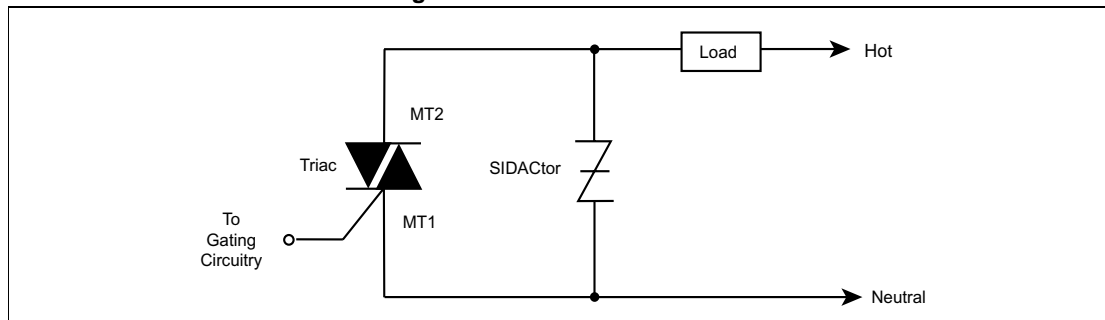 Load
Hot
MT2
Triac
SIDACtor
MT1
To
Gating
Circuitry
Neutral